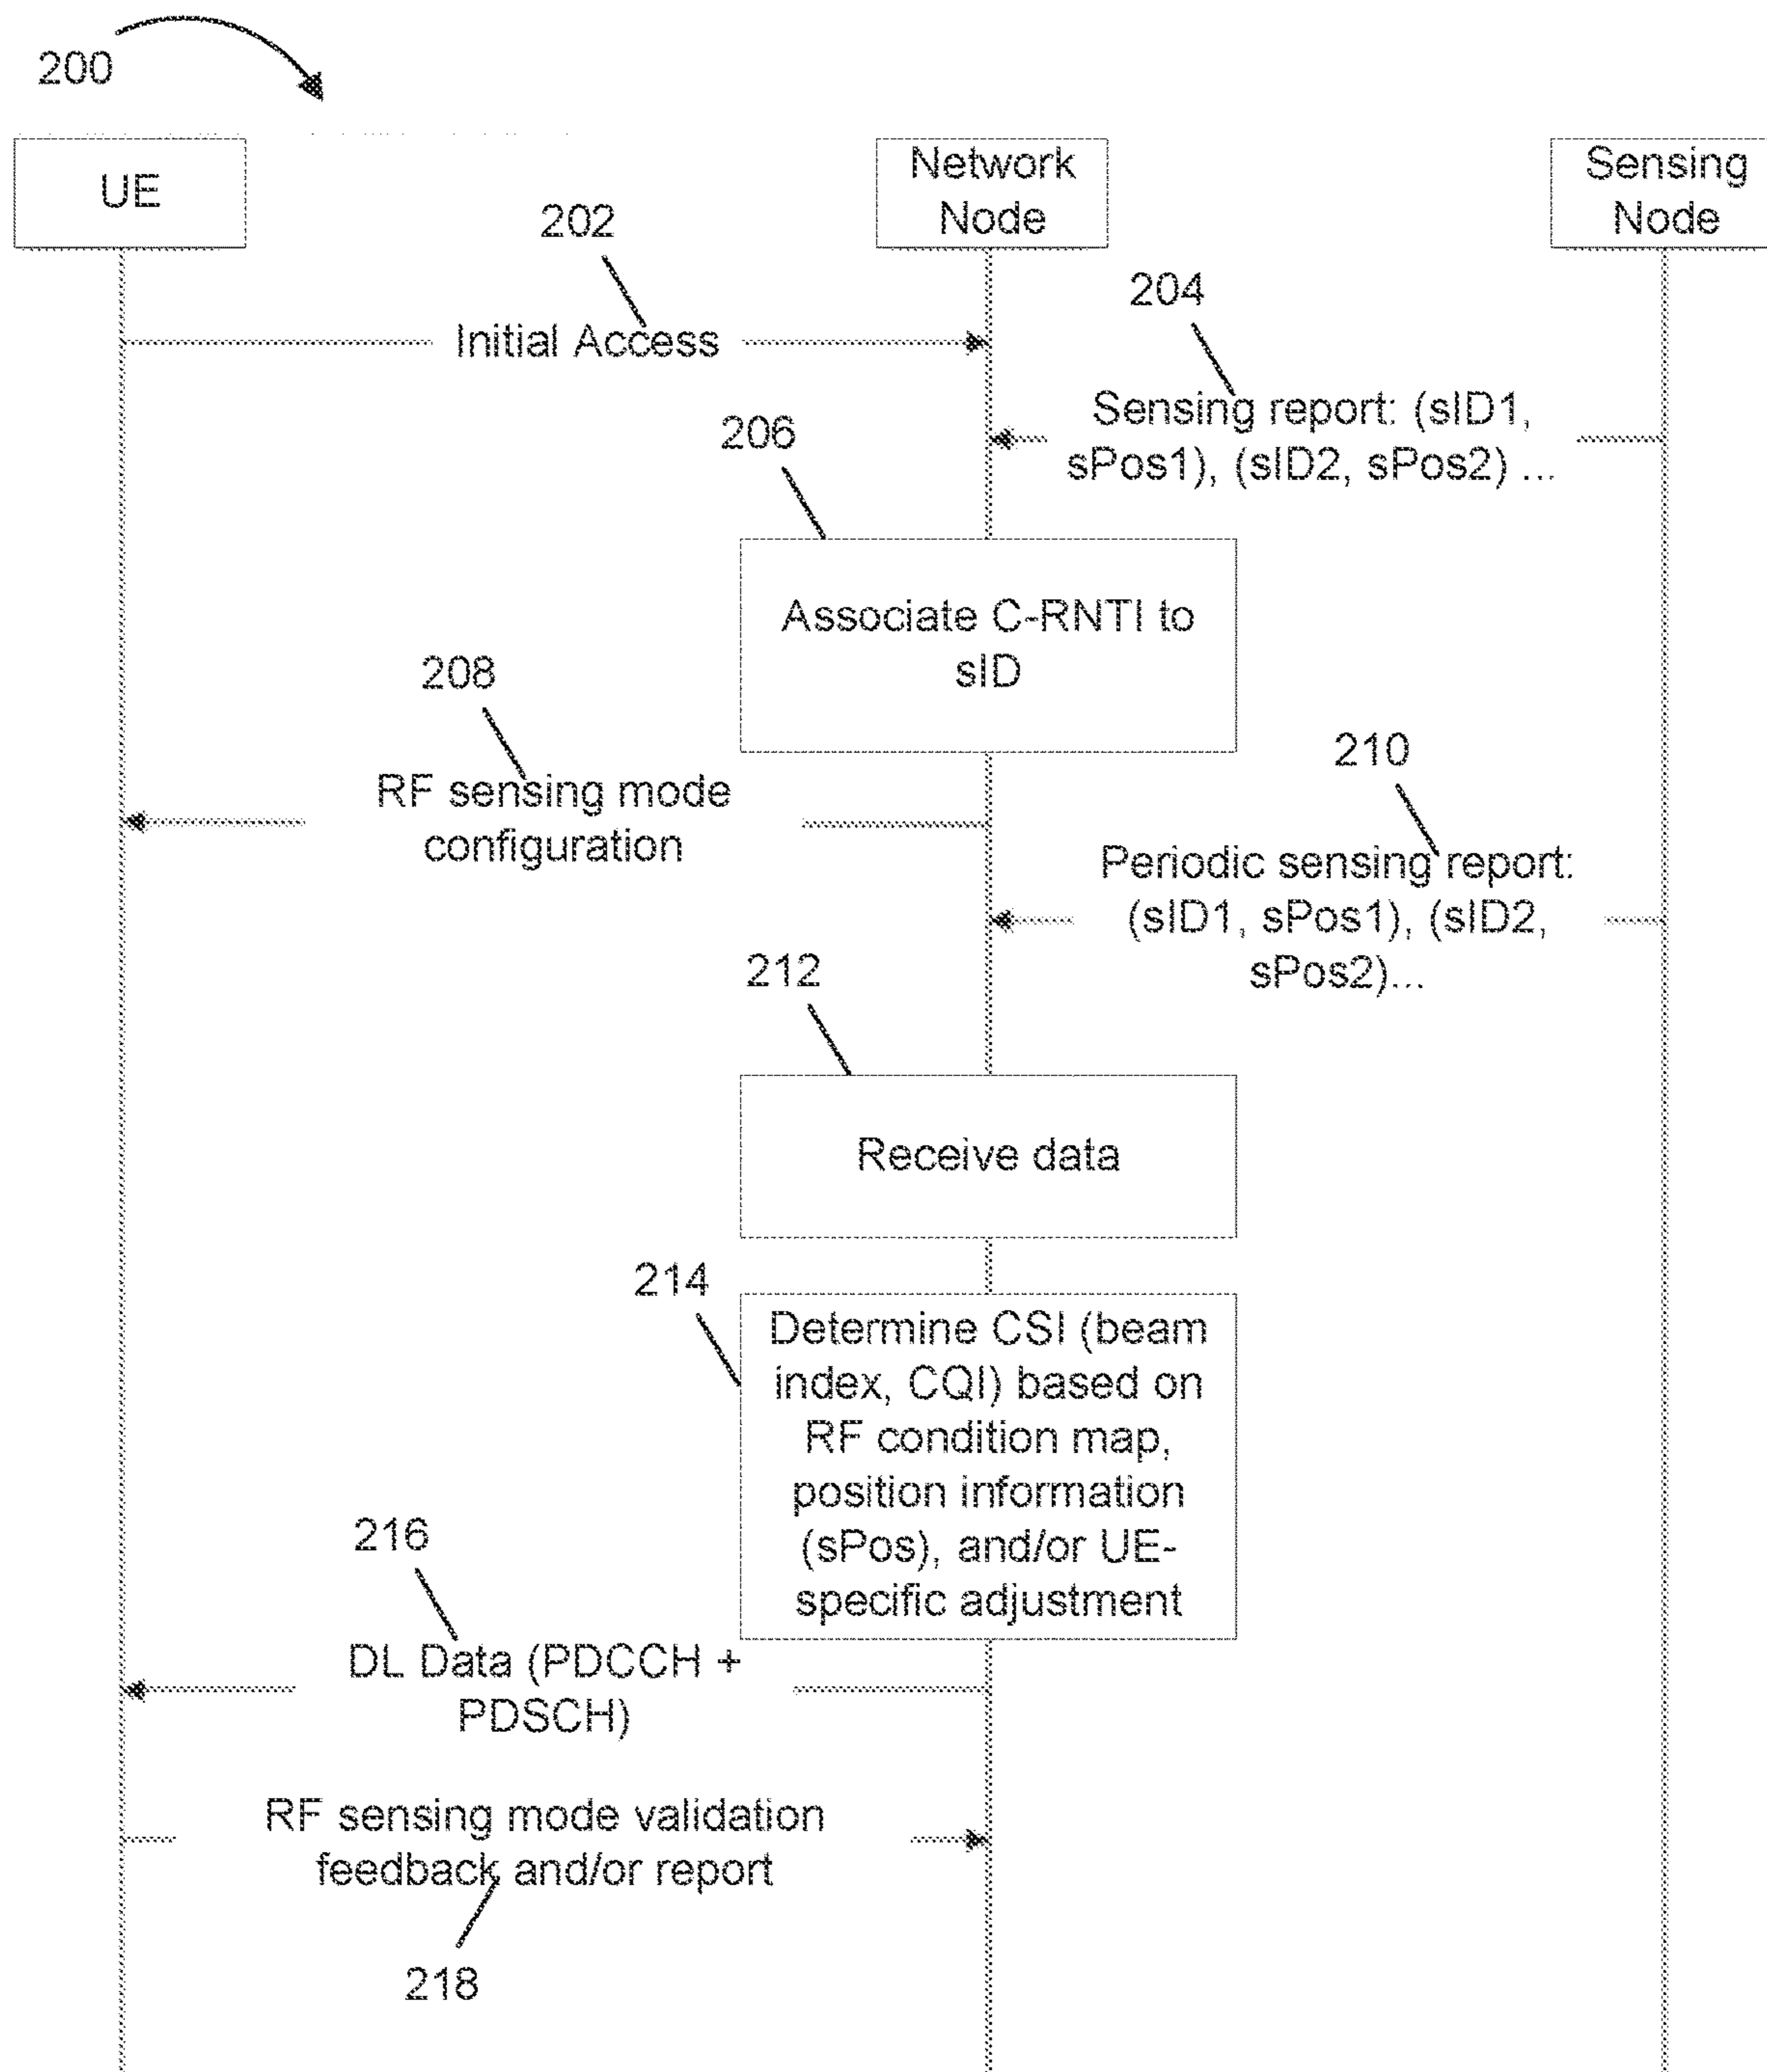 200
UE
Network
Node
Sensing
Node
202
Initial Access
204
Sensing report: (sID1,
sPos1), (sID2, sPos2) ...
206
Associate C-RNTI to
sID
208
RF sensing mode
configuration
210
Periodic sensing report:
(sID1, sPos1), (sID2,
sPos2)...
212
Receive data
214
Determine CSI (beam
index, CQI) based on
RF condition map,
position information
(sPos), and/or UE-
specific adjustment
216
DL Data (PDCCH +
PDSCH)
RF sensing mode validation
feedback and/or report
218